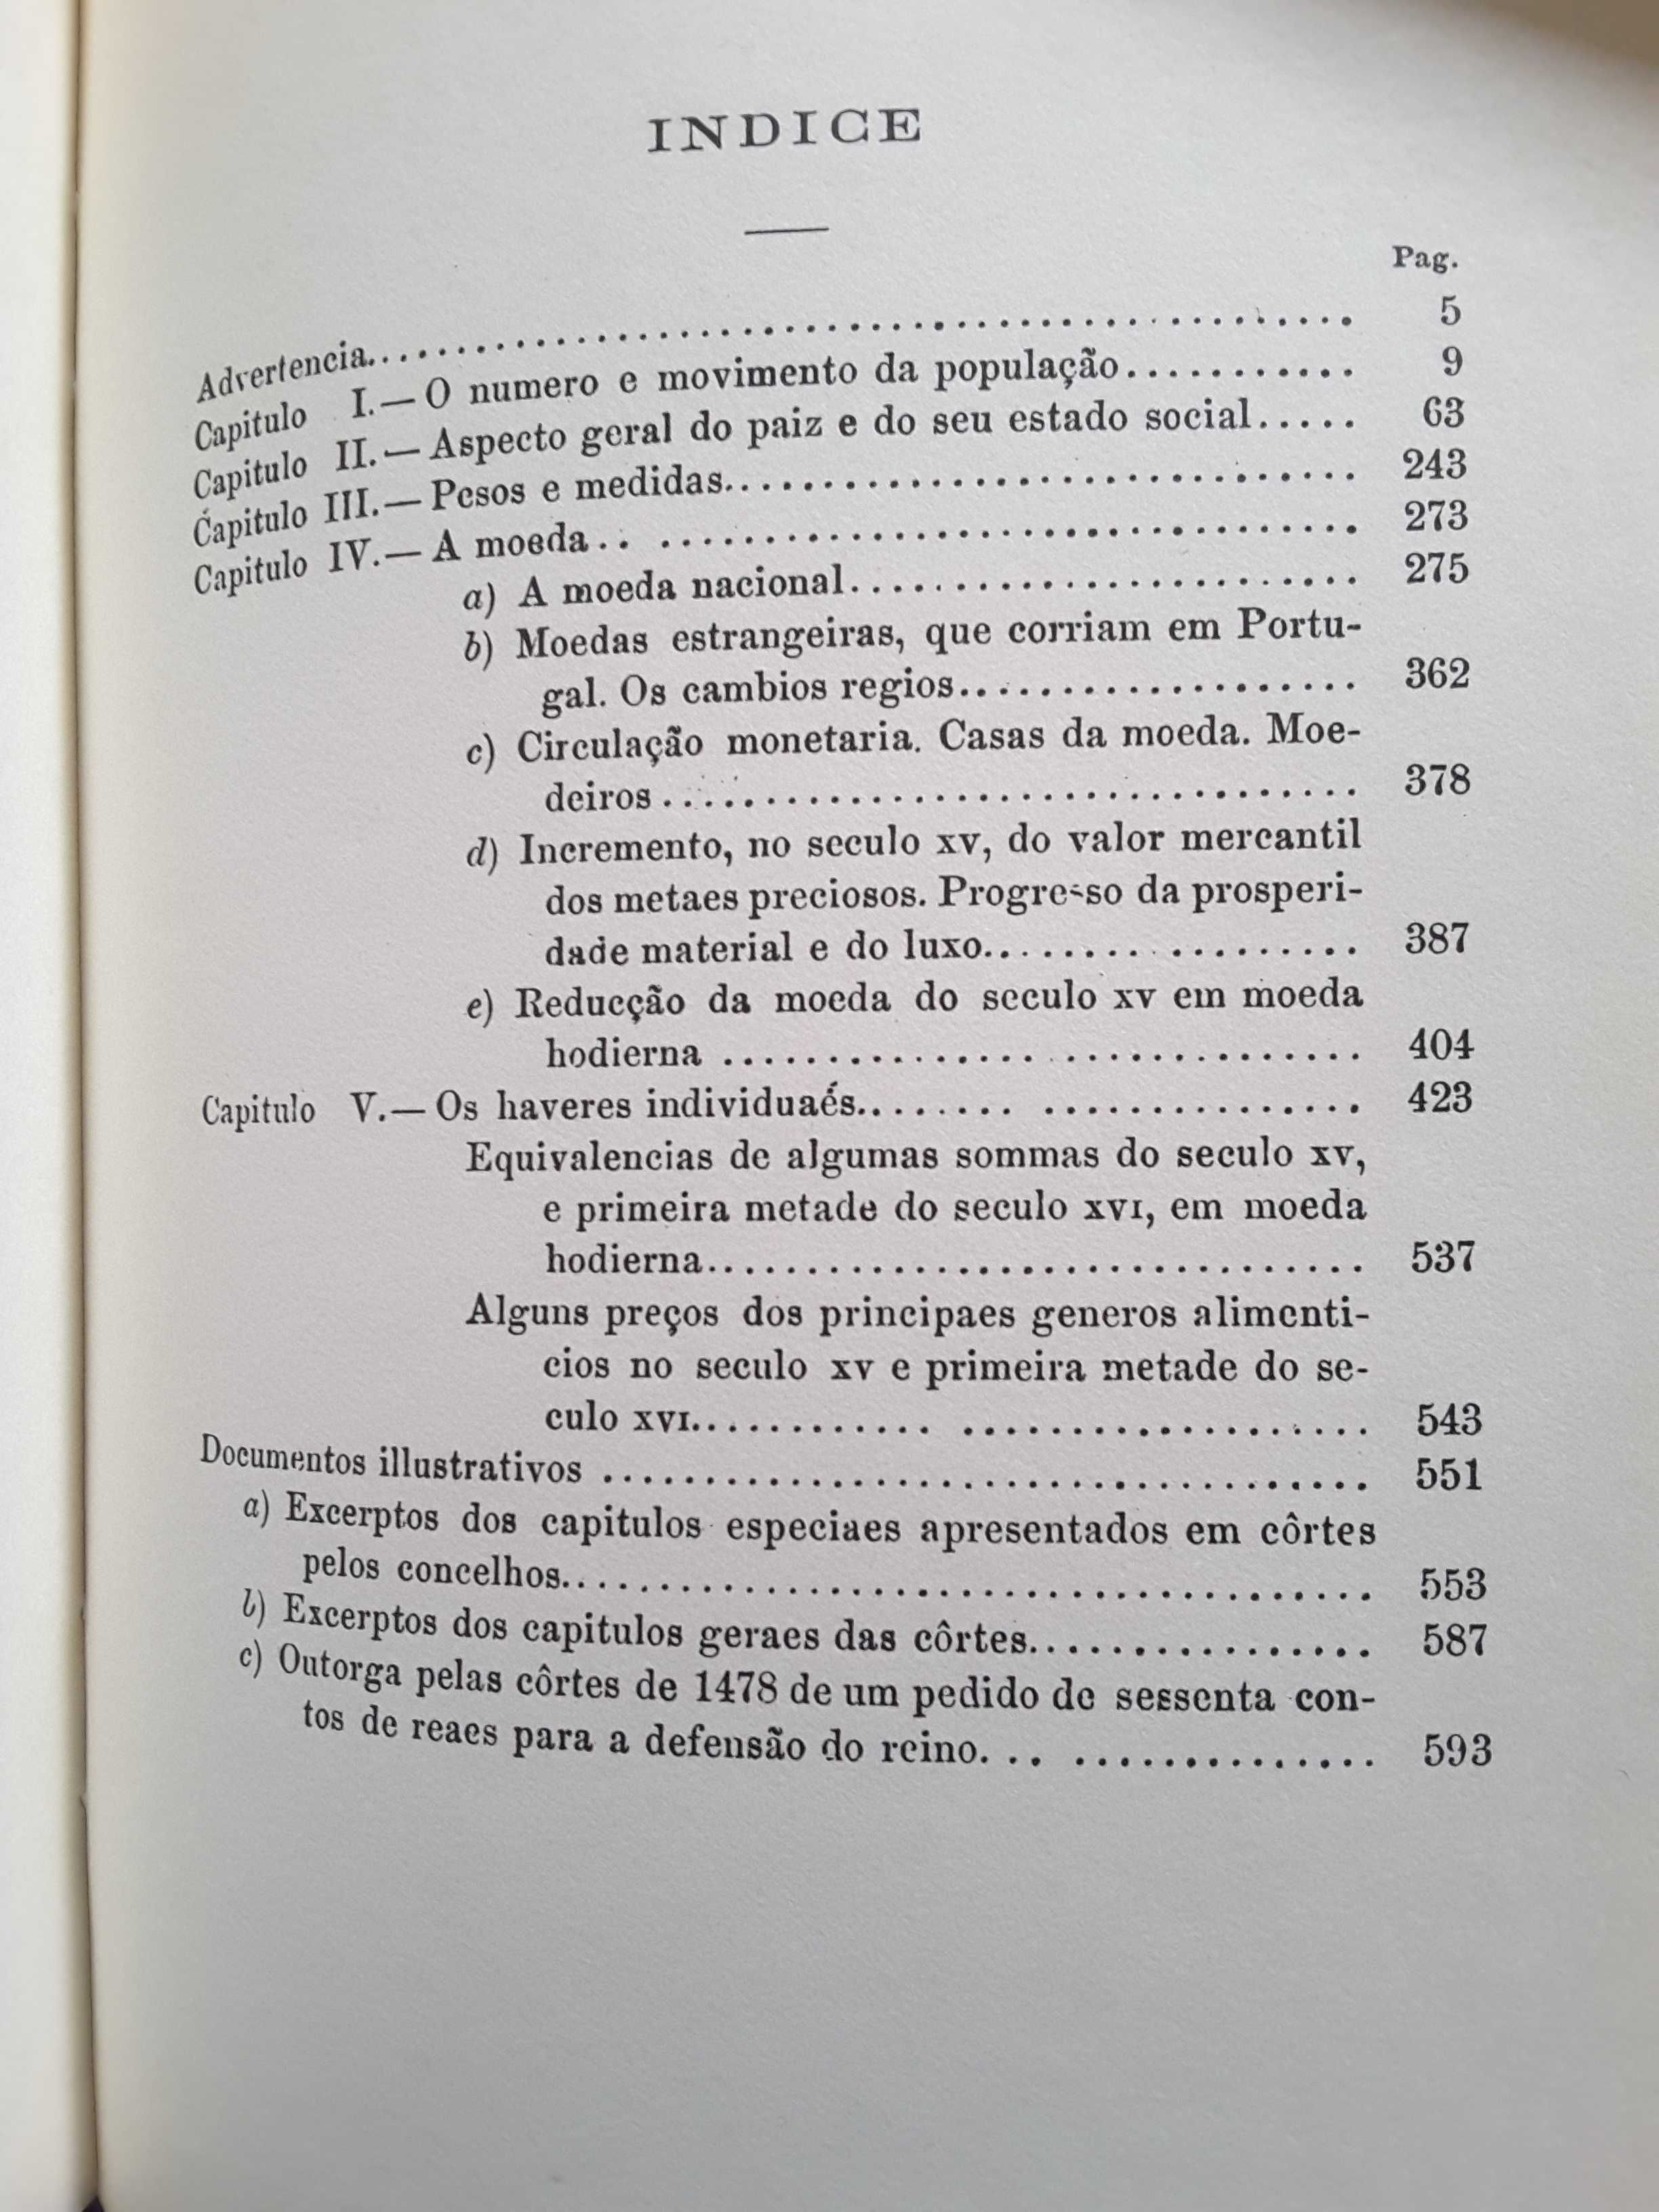 INDICE
Pag.
Advertencia........................................ 5
Capitulo I.—O numero e movimento da população........... 9
Capitulo II.—Aspecto geral do paiz e do seu estado social..... 63
Capitulo III.—Pesos e medidas.............................. 243
Capitulo IV.—A moeda.. .................................. 273
a) A moeda nacional......................... 275
b) Moedas estrangeiras, que corriam em Portu-
gal. Os cambios regios.................... 362
c) Circulação monetaria. Casas da moeda. Moe-
deiros................................... 378
d) Incremento, no seculo XV, do valor mercantil
dos metaes preciosos. Progresso da prosperi-
dade material e do luxo................... 387
e) Reducção da moeda do seculo XV em moeda
hodierna ................................ 404
Capitulo V.—Os haveres individuaés........ ................ 423
Equivalencias de algumas sommas do seculo XV,
e primeira metade do seculo XVI, em moeda
hodierna................................. 537
Alguns preços dos principaes generos alimenti-
cios no seculo XV e primeira metade do se-
culo XVI............ .................... 543
Documentos illustrativos ..................................... 551
a) Excerptos dos capitulos especiaes apresentados em côrtes
pelos concelhos........................................ 553
b) Excerptos dos capitulos geraes das côrtes................. 587
c) Outorga pelas côrtes de 1478 de um pedido de sessenta con-
tos de reaes para a defensão do reino. .. ............... 593